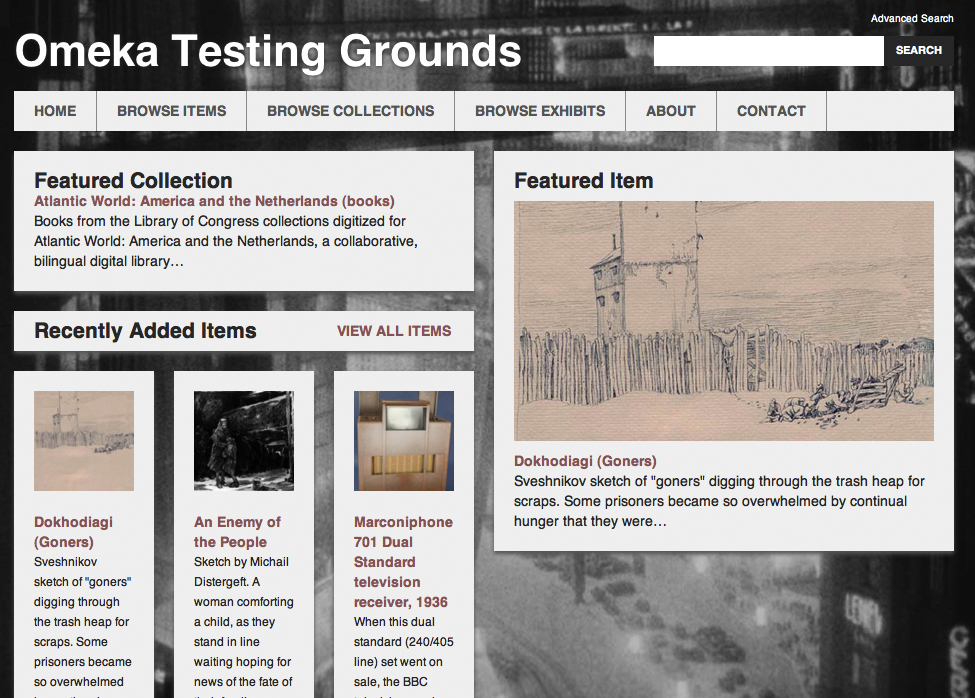 Advanced Search
Omeka Testing Grounds
SEARCH
HOME
BROWSE ITEMS
BROWSE COLLECTIONS
BROWSE EXHIBITS
ABOUT
CONTACT
Featured Collection
Atlantic World: America and the Netherlands (books)
Books from the Library of Congress collections digitized for
Atlantic World: America and the Netherlands, a collaborative,
bilingual digital library…
Recently Added Items
VIEW ALL ITEMS
Dokhodiagi
(Goners)
Sveshnikov
sketch of "goners"
digging through
the trash heap for
scraps. Some
prisoners became
so overwhelmed
An Enemy of
the People
Sketch by Michail
Distergeft. A
woman comforting
a child, as they
stand in line
waiting hoping for
news of the fate of
Marconiphone
701 Dual
Standard
television
receiver, 1936
When this dual
standard (240/405
line) set went on
sale, the BBC
Featured Item
Dokhodiagi (Goners)
Sveshnikov sketch of "goners" digging through the trash heap for
scraps. Some prisoners became so overwhelmed by continual
hunger that they were…